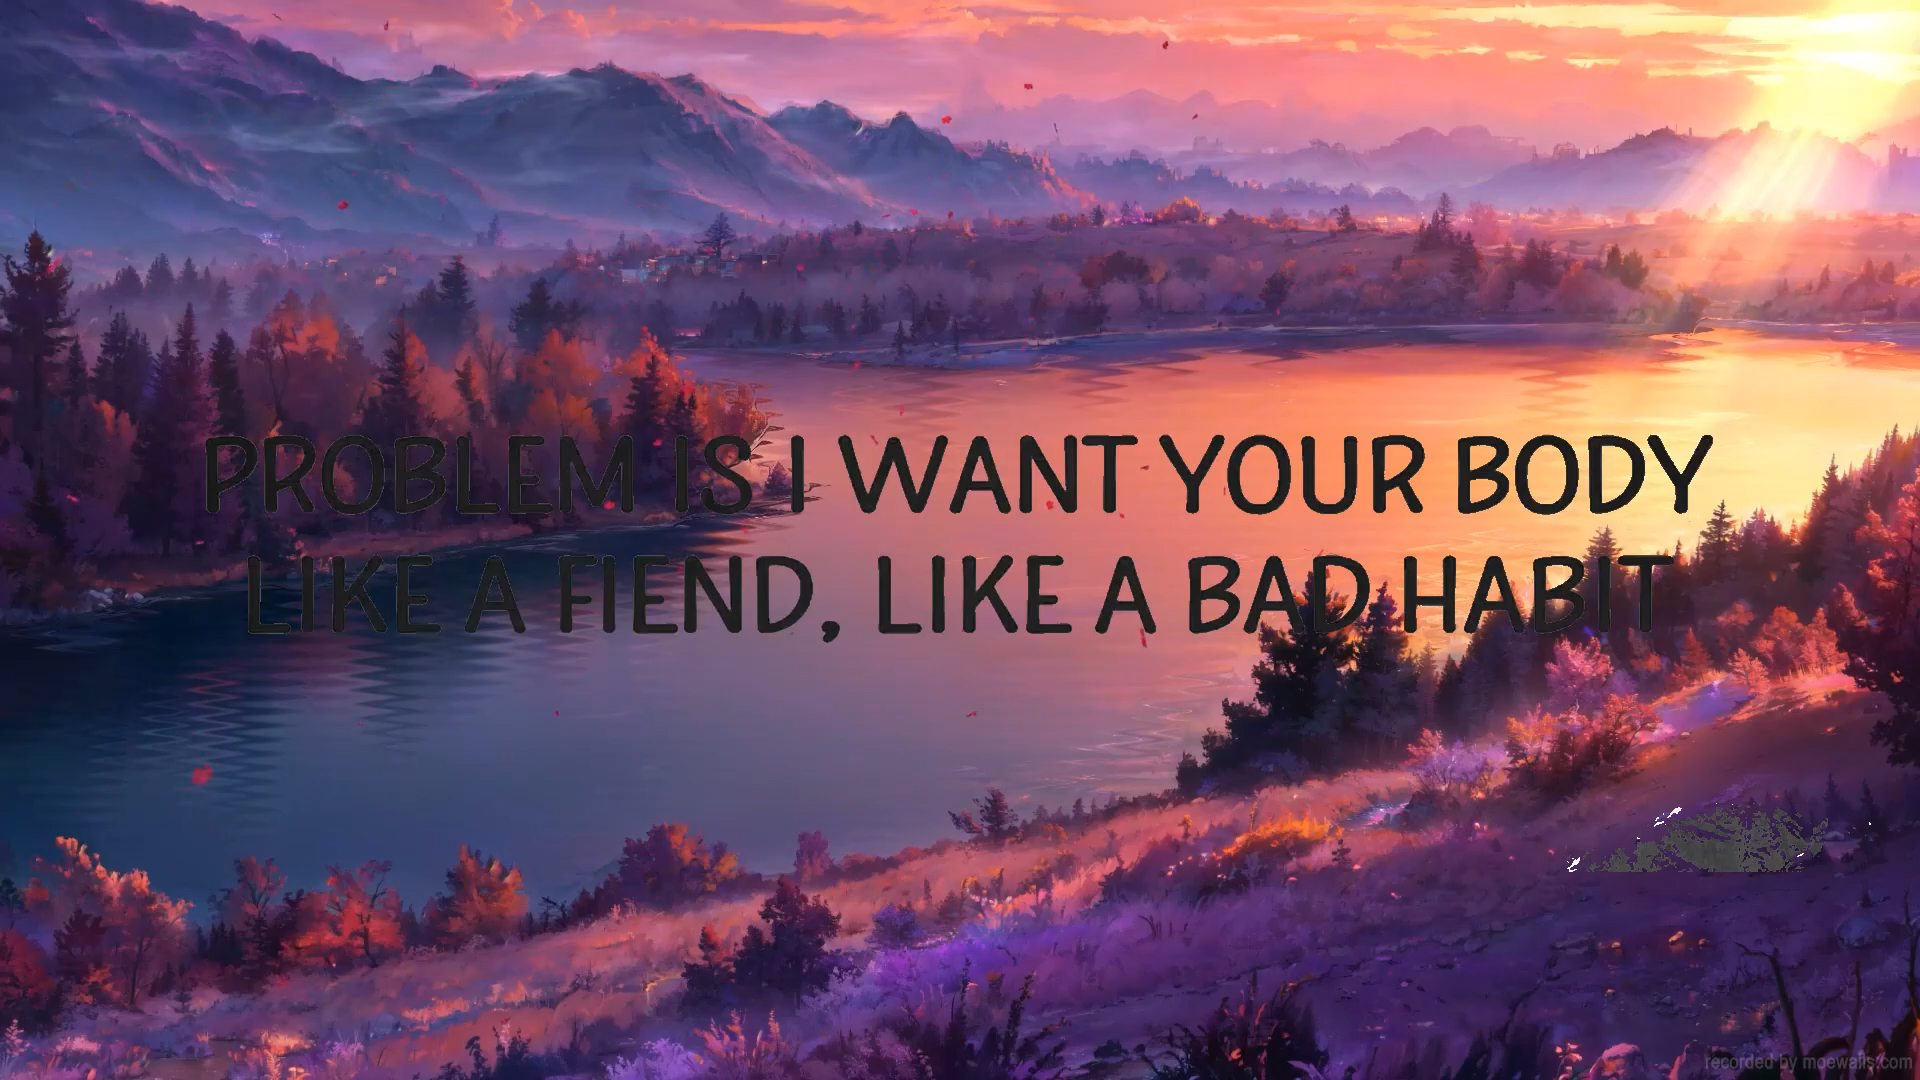 PROBLEM IS I WANT YOUR BODY
LIKE A FIEND, LIKE A BAD HABIT
recorded by moewalls.com